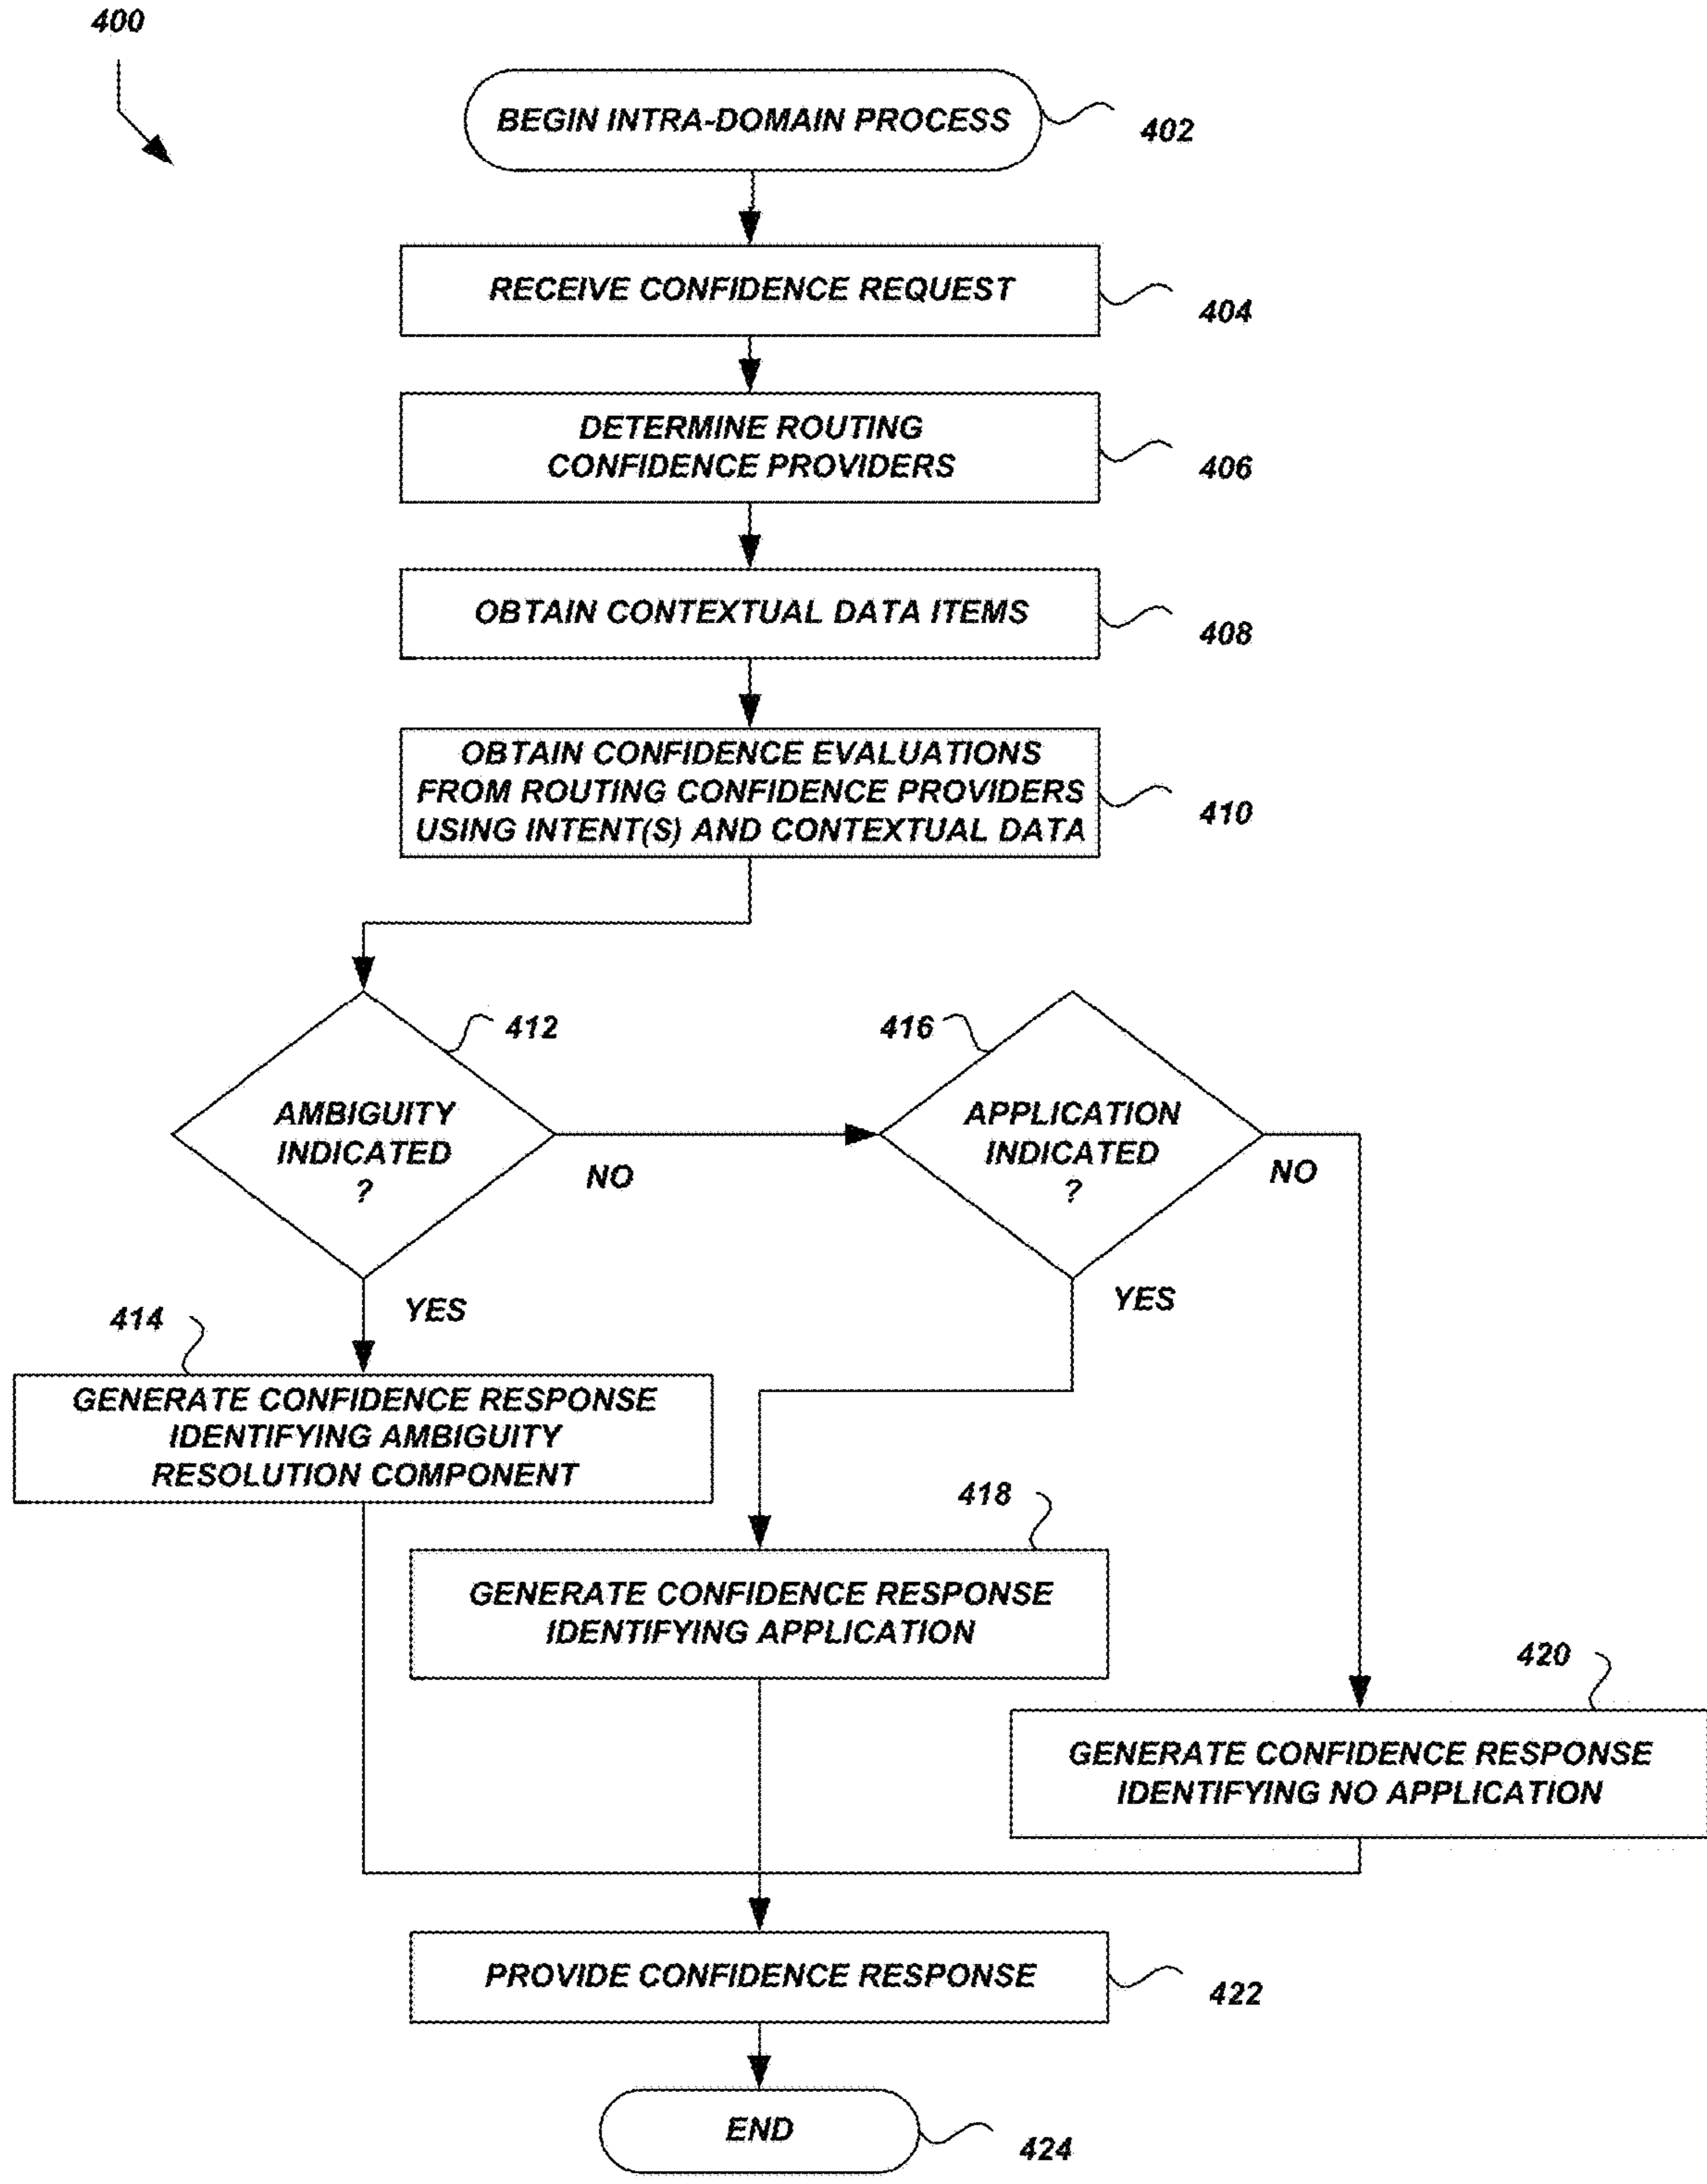 400
BEGIN INTRA-DOMAIN PROCESS
402
RECEIVE CONFIDENCE REQUEST
404
DETERMINE ROUTING
CONFIDENCE PROVIDERS
406
OBTAIN CONTEXTUAL DATA ITEMS
408
OBTAIN CONFIDENCE EVALUATIONS
FROM ROUTING CONFIDENCE PROVIDERS
USING INTENT(S) AND CONTEXTUAL DATA
410
412
AMBIGUITY
INDICATED
?
NO
YES
416
APPLICATION
INDICATED
?
NO
YES
414
GENERATE CONFIDENCE RESPONSE
IDENTIFYING AMBIGUITY
RESOLUTION COMPONENT
418
GENERATE CONFIDENCE RESPONSE
IDENTIFYING APPLICATION
420
GENERATE CONFIDENCE RESPONSE
IDENTIFYING NO APPLICATION
PROVIDE CONFIDENCE RESPONSE
422
END
424